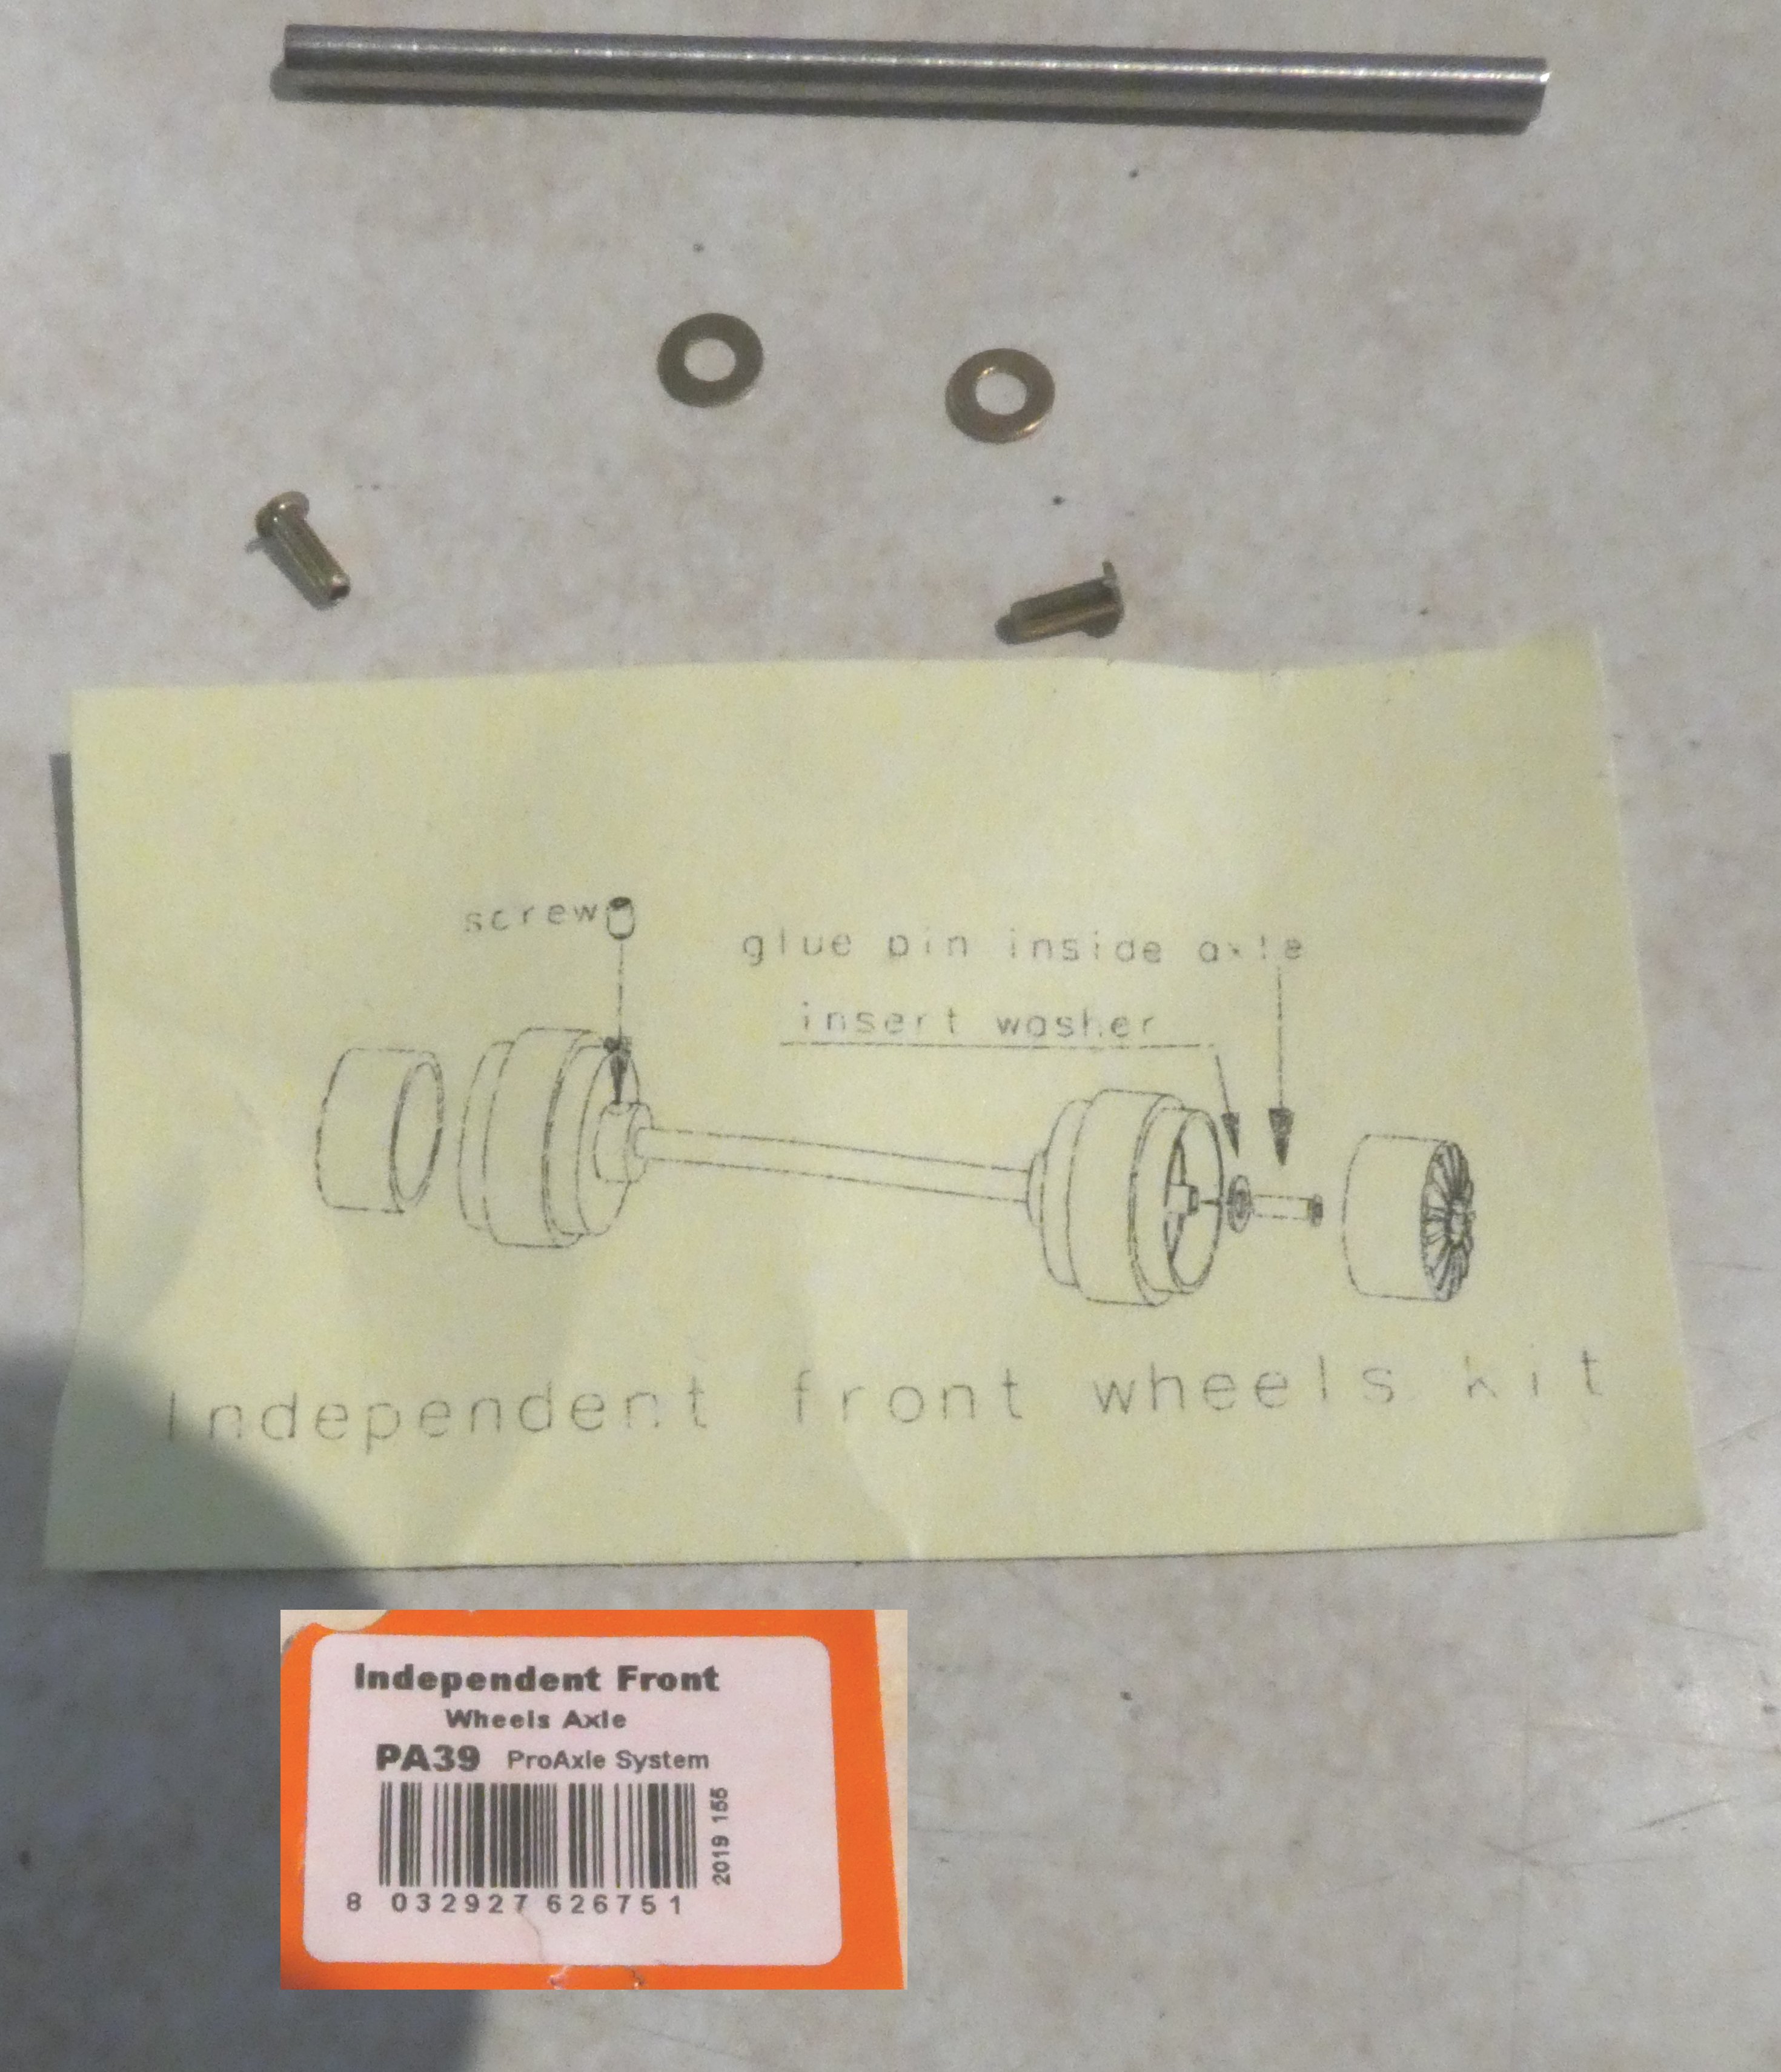 screw
glue pin inside axle
insert washer
Independent front wheels kit
Independent Front
Wheels Axle
PA39 ProAxle System
2019 155
8 032927 626751